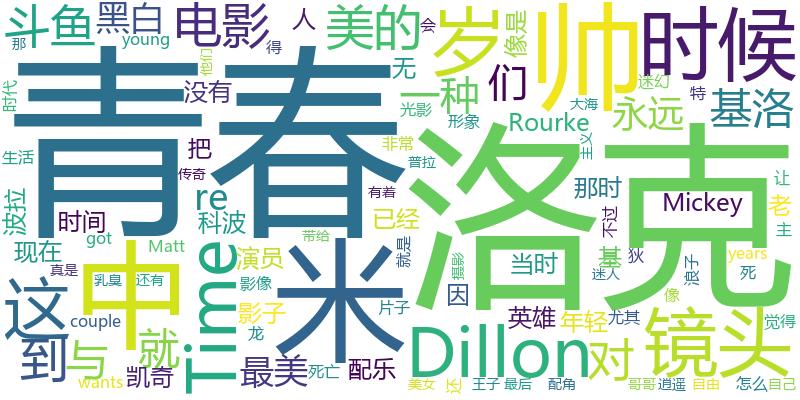 斗鱼
黑白
young
电影
得
人
美的
会
岁
像是
帅
时候
那
时代
生活
青春
他们
没有
把
传奇
无
光影
非常
普拉
有着
一种
们
形象
Rourke
大海
主义
永远
迷幻
特
基洛
洛克
波拉
时间
re
科波
已经
那时
Mickey
不过
让
老
主
现在
got
Matt
真是
中
乳臭
还有
Time
演员
影像
影子
龙
带给
就是
米
片子
摄影
当时
因
基
迷人
狄
浪子
years
死
像
觉得
这
couple
到
与
就
wants
凯奇
最美
死亡
配乐
Dillon
英雄
年轻
尤其
对
镜头
美女
还
王子
最后
配角
哥哥
逍遥
自由
怎么
自己